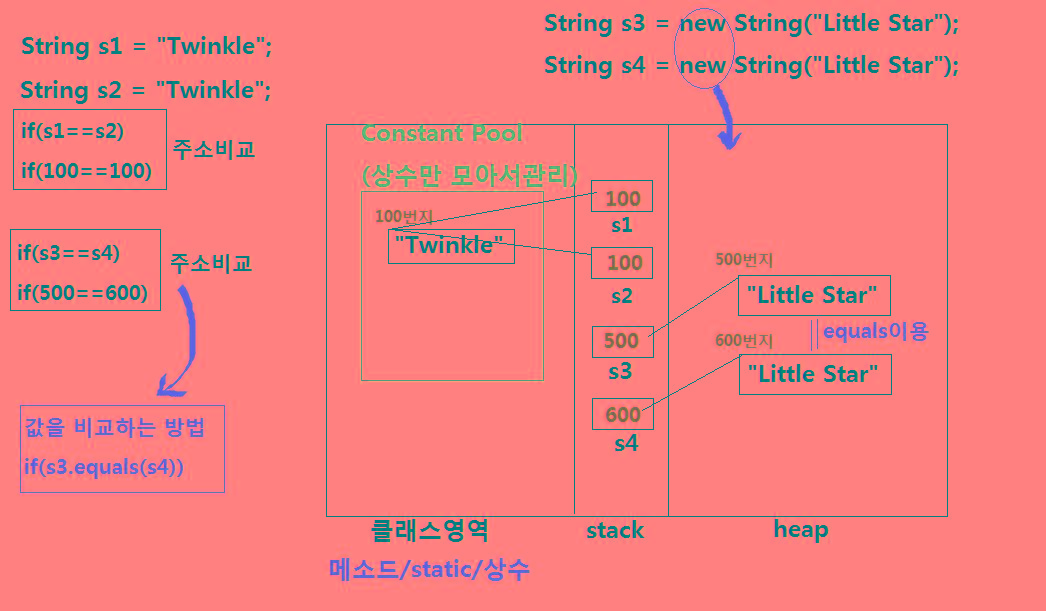 String s1 = "Twinkle";
String s2 = "Twinkle";
if(s1==s2)
if(100==100)
주소비교
if(s3==s4)
if(500==600)
주소비교
값을 비교하는 방법
if(s3.equals(s4))
String s3 = new String("Little Star");
String s4 = new String("Little Star");
Constant Pool
(상수만 모아서관리)
100번지
"Twinkle"
100
s1
100
s2
500
s3
600
s4
500번지
"Little Star"
equals이용
600번지
"Little Star"
클래스영역
stack
heap
메소드/static/상수